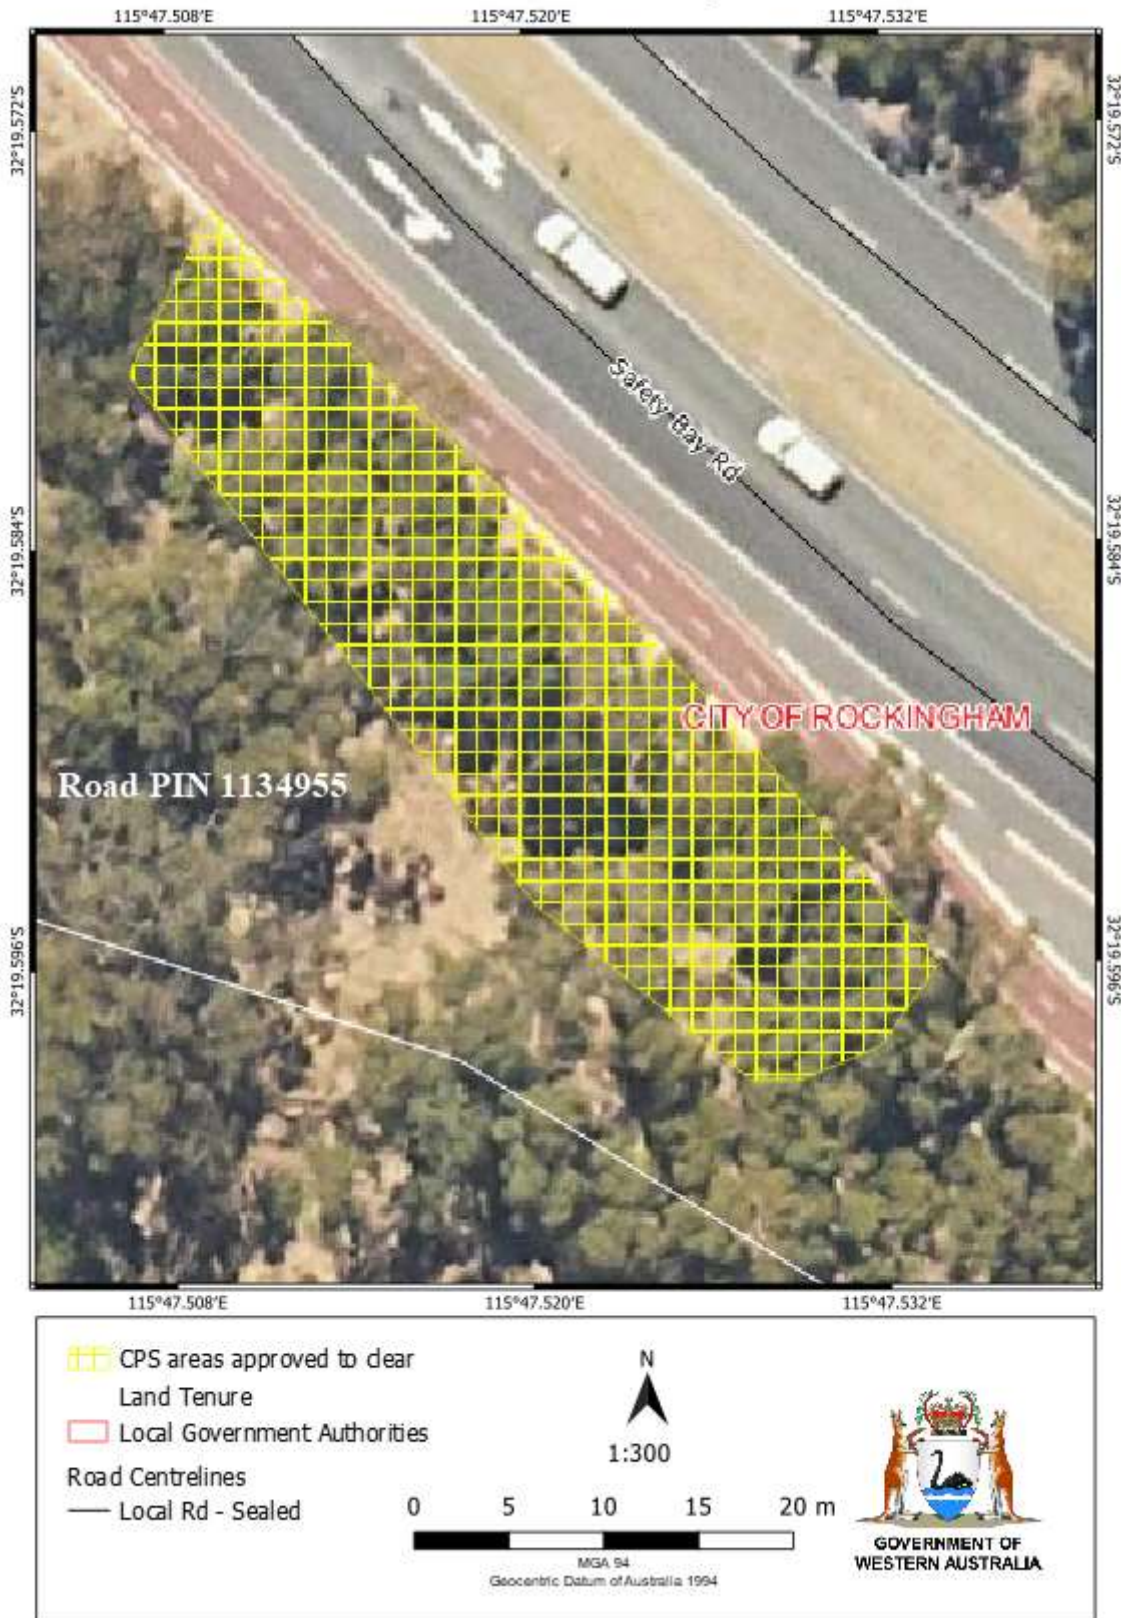 115°47.508'E 115°47.520'E 115°47.532'E
32°19.572'S
32°19.572'S
Safety Bay Rd
32°19.584'S
32°19.584'S
CITY OF ROCKINGHAM
Road PIN 1134955
32°19.596'S
32°19.596'S
115°47.508'E 115°47.520'E 115°47.532'E
CPS areas approved to clear
Land Tenure
Local Government Authorities
Road Centrelines
Local Rd - Sealed
N
1:300
0 5 10 15 20 m
MGA 94
Geocentric Datum of Australia 1994
GOVERNMENT OF
WESTERN AUSTRALIA